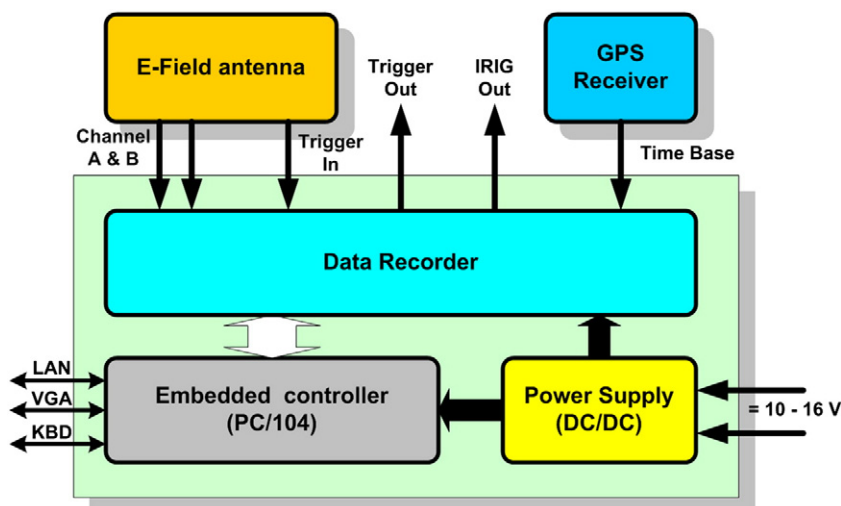 E-Field antenna
GPS
Receiver
Trigger
Out
IRIG
Out
Channel
A & B
Trigger
In
Time Base
Data Recorder
LAN
VGA
KBD
Embedded controller
(PC/104)
Power Supply
(DC/DC)
= 10 - 16 V